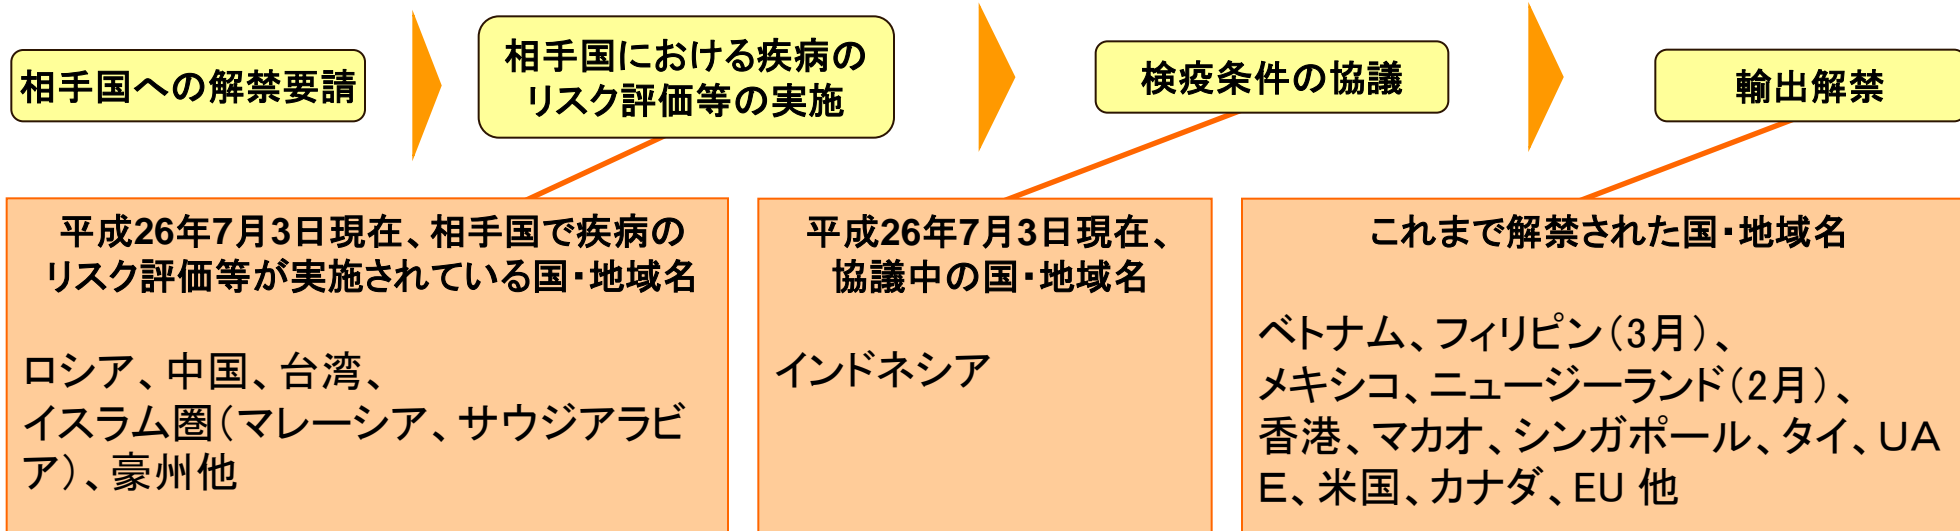 相手国への解禁要請
相手国における疾病の
リスク評価等の実施
検疫条件の協議
輸出解禁
平成26年7月3日現在、相手国で疾病の
リスク評価等が実施されている国・地域名
ロシア、中国、台湾、
イスラム圏（マレーシア、サウジアラビ
ア）、豪州他
平成26年7月3日現在、
協議中の国・地域名
インドネシア
これまで解禁された国・地域名
ベトナム、フィリピン（3月）、
メキシコ、ニュージーランド（2月）、
香港、マカオ、シンガポール、タイ、ＵＡ
Ｅ、米国、カナダ、EU 他